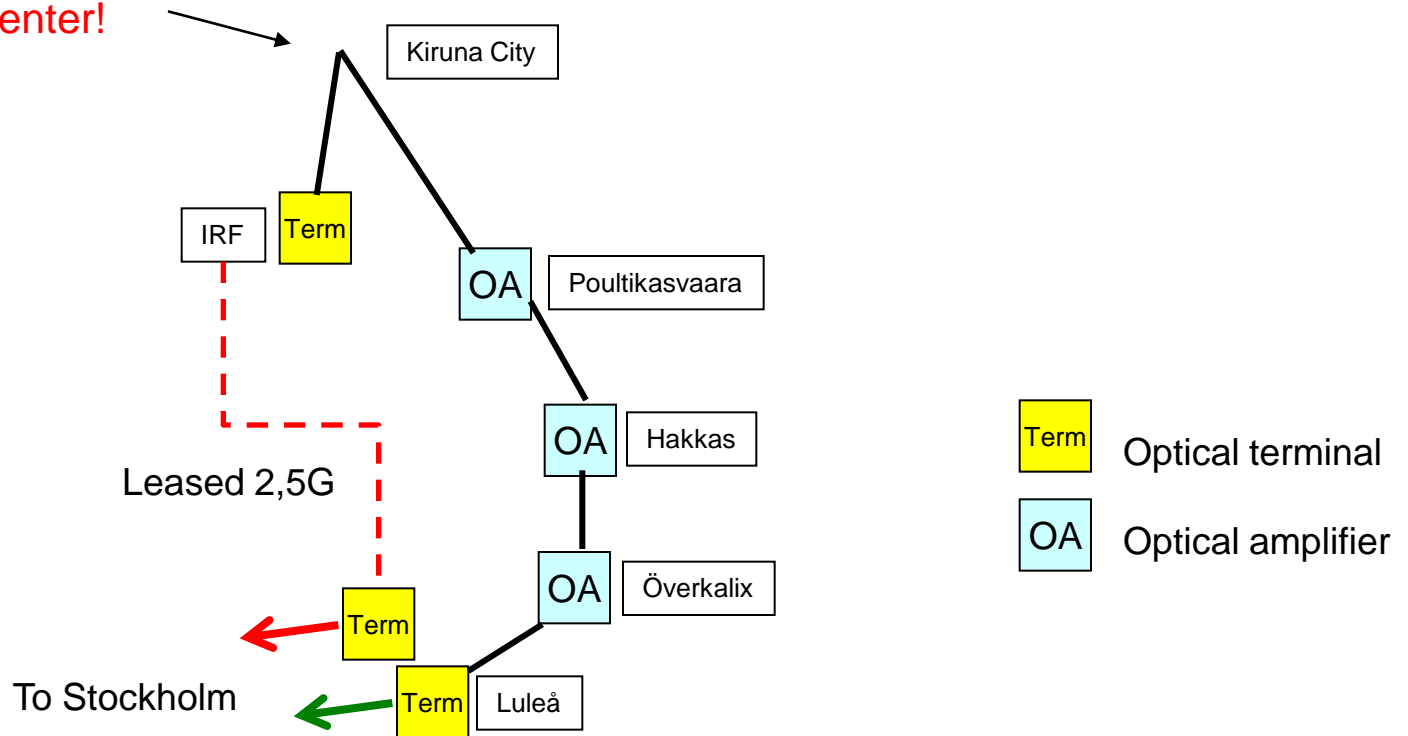 enter!
Kiruna City
IRF
Term
OA
Poultikasvaara
OA
Hakkas
Term
Optical terminal
Leased 2,5G
OA
Optical amplifier
OA
Överkalix
Term
To Stockholm
Term
Luleå